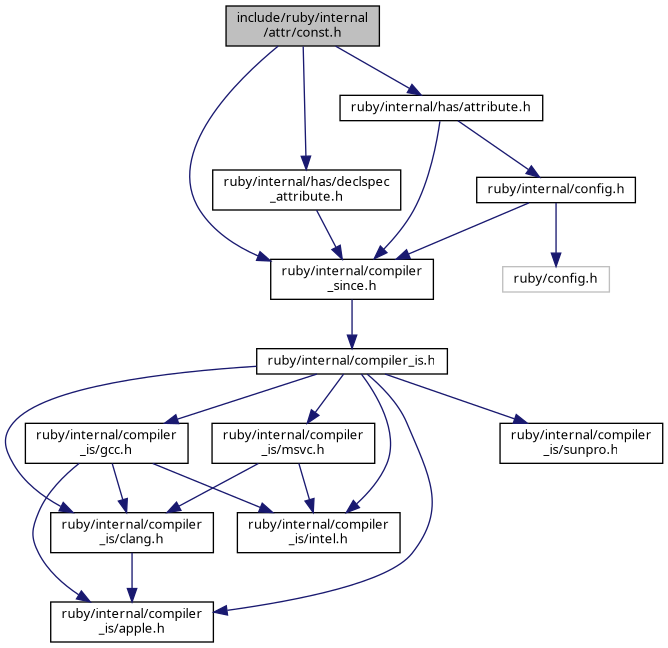 include/ruby/internal
/attr/const.h
ruby/internal/has/attribute.h
ruby/internal/has/declspec
_attribute.h
ruby/internal/config.h
ruby/internal/compiler
_since.h
ruby/config.h
ruby/internal/compiler_is.h
ruby/internal/compiler
_is/gcc.h
ruby/internal/compiler
_is/msvc.h
ruby/internal/compiler
_is/sunpro.h
ruby/internal/compiler
_is/clang.h
ruby/internal/compiler
_is/intel.h
ruby/internal/compiler
_is/apple.h